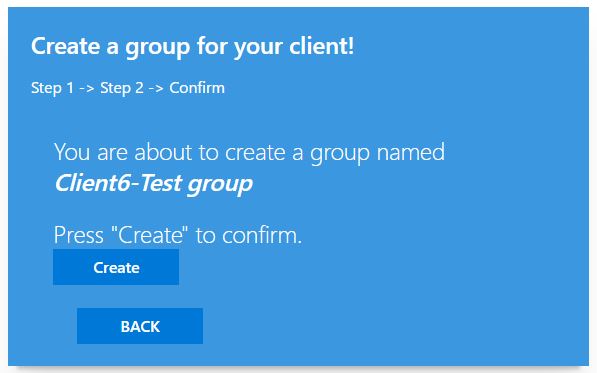 Create a group for your client!
Step 1 -> Step 2 -> Confirm
You are about to create a group named
Client6-Test group
Press "Create" to confirm.
Create
BACK